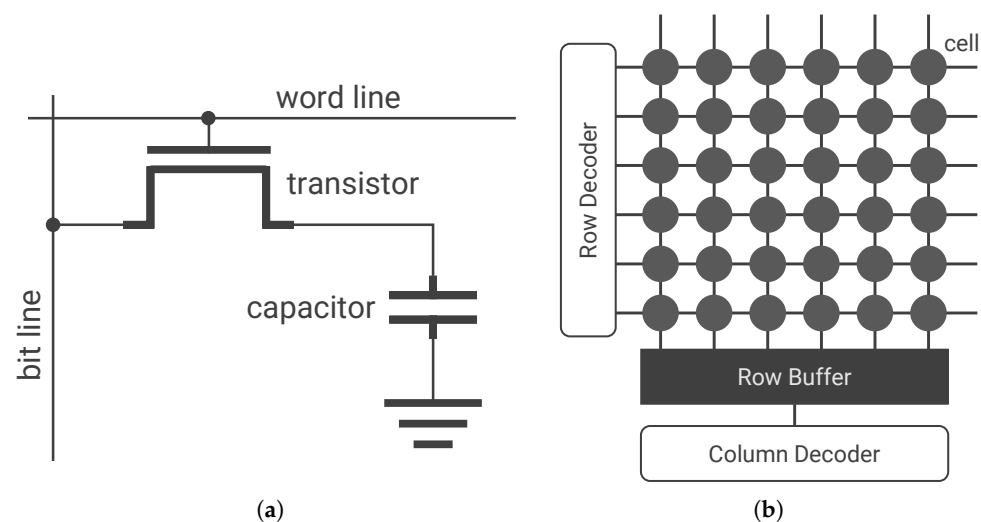 word line
transistor
capacitor
bit line
(a)
cell
Row Decoder
Row Buffer
Column Decoder
(b)